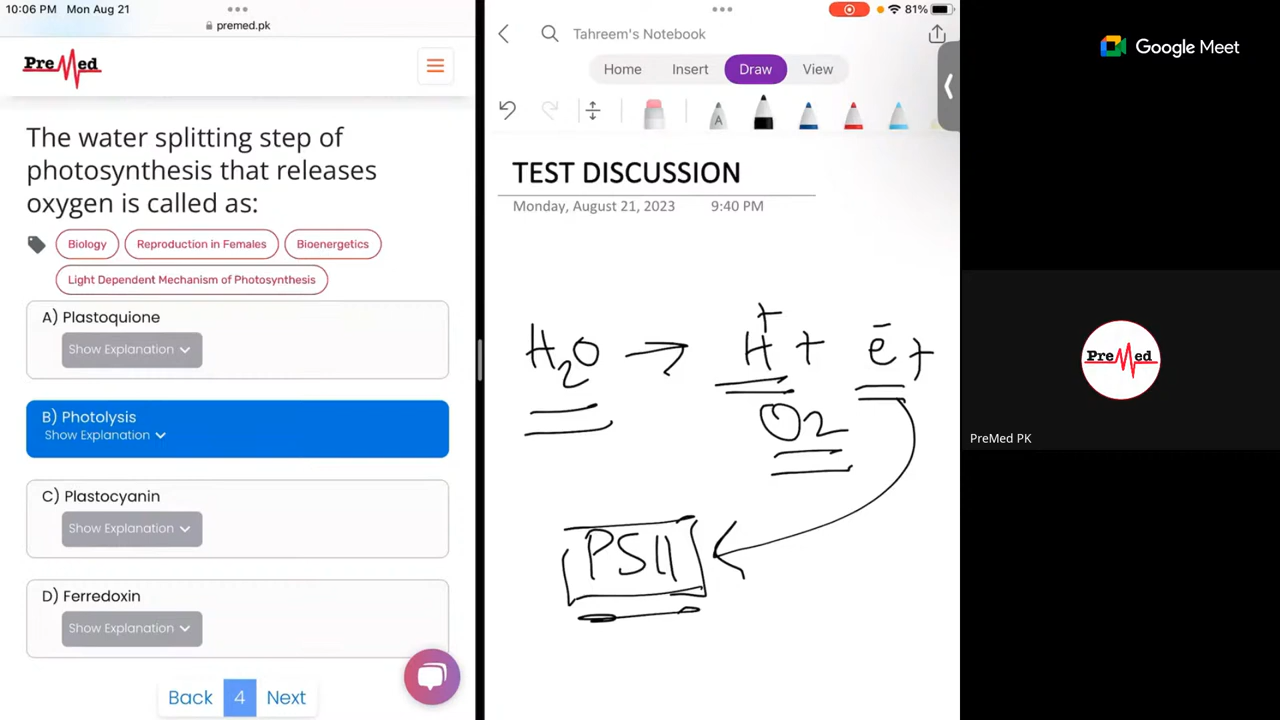 10:06 PM Mon Aug 21
premed.pk
PreMed
The water splitting step of
photosynthesis that releases
oxygen is called as:
Biology
Reproduction in Females
Bioenergetics
Light Dependent Mechanism of Photosynthesis
A) Plastoquione
Show Explanation
B) Photolysis
Show Explanation
C) Plastocyanin
Show Explanation
D) Ferredoxin
Show Explanation
Back 4 Next
81%
Tahreem's Notebook
Home Insert Draw View
A
TEST DISCUSSION
Monday, August 21, 2023 9:40 PM
H₂O → H⁺ + e⁻ +
O₂
PSII
Google Meet
PreMed
PreMed PK